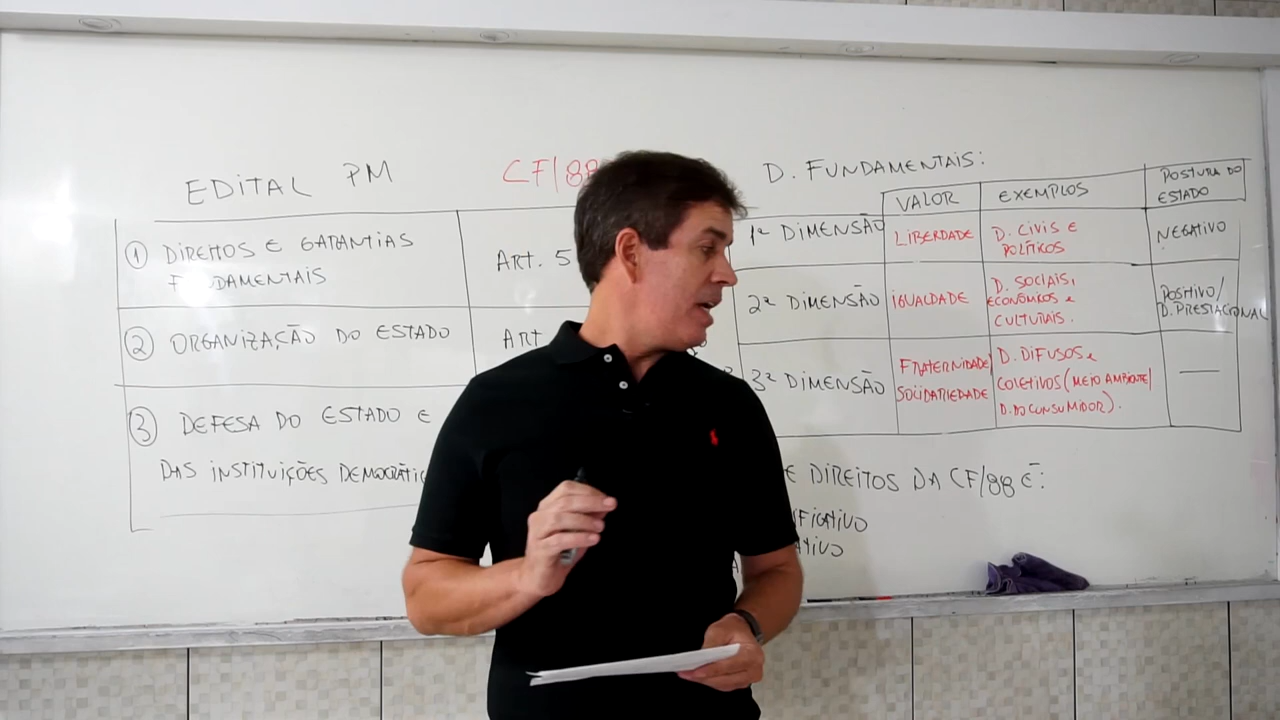 EDITAL PM
CF/88
① DIREITOS E GARANTIAS
FUNDAMENTAIS
ART. 5
② ORGANIZAÇÃO DO ESTADO
ART
③ DEFESA DO ESTADO E
DAS INSTITUIÇÕES
D. FUNDAMENTAIS:
VALOR
EXEMPLOS
POSTURA DO
ESTADO
1ª DIMENSÃO
LIBERDADE
D. CIVIS E
POLÍTICOS
NEGATIVO
2ª DIMENSÃO
IGUALDADE
D. SOCIAIS,
ECONÔMICOS e
CULTURAIS.
POSITIVO/
D. PRESTACIONAL
3ª DIMENSÃO
FRATERNIDADE/
SOLIDARIEDADE
D. DIFUSOS e
COLETIVOS (MEIO AMBIENTE/
D. DO CONSUMIDOR).
—
E DIREITOS DA CF/88 É: